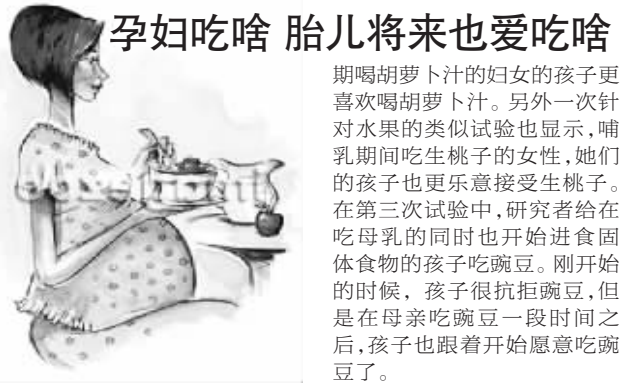 孕妇吃啥 胎儿将来也爱吃啥
期喝胡萝卜汁的妇女的孩子更
喜欢喝胡萝卜汁。另外一次针
对水果的类似试验也显示,哺
乳期间吃生桃子的女性,她们
的孩子也更乐意接受生桃子。
在第三次试验中,研究者给在
吃母乳的同时也开始进食固
体食物的孩子吃豌豆。刚开始
的时候，孩子很抗拒豌豆,但
是在母亲吃豌豆一段时间之
后,孩子也跟着开始愿意吃豌
豆了。